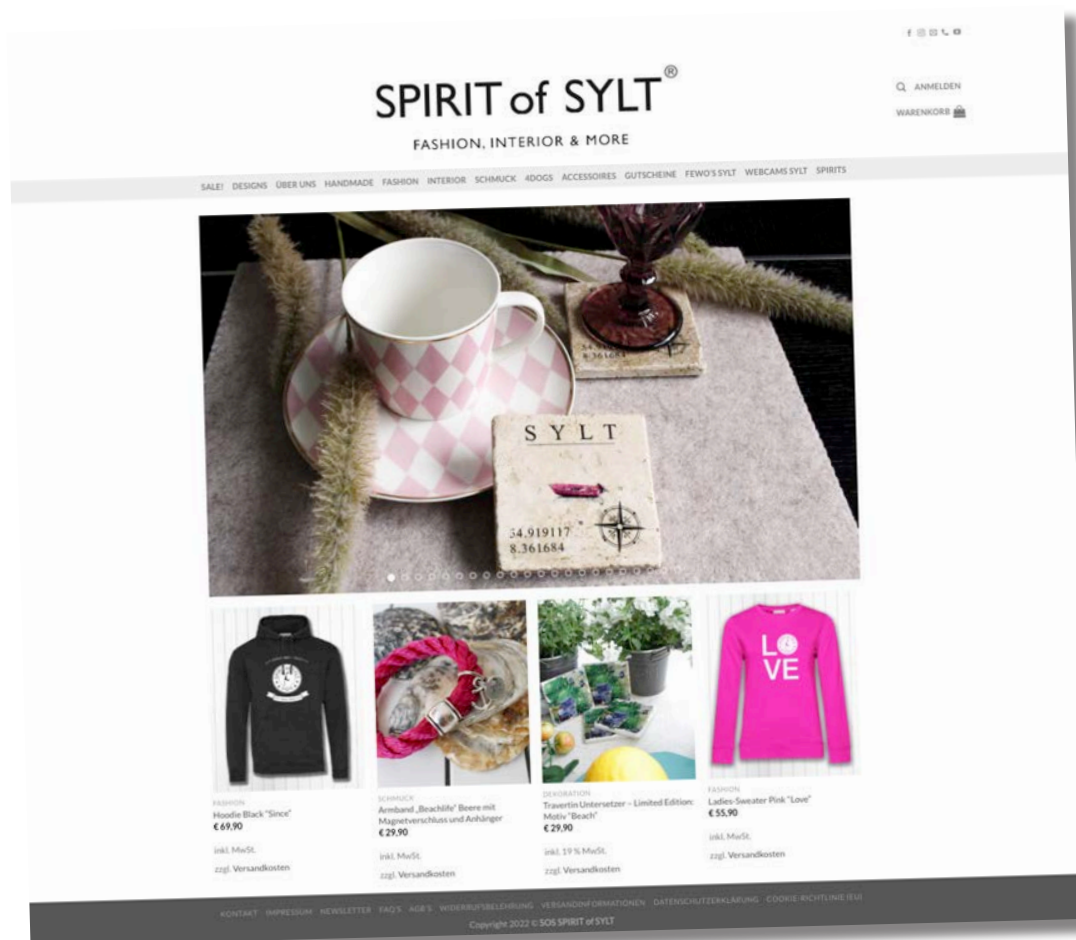 SPIRIT of SYLT®
FASHION, INTERIOR & MORE
ANMELDEN
WARENKORB
SALE! DESIGNS ÜBER UNS HANDMADE FASHION INTERIOR SCHMUCK 4DOGS ACCESSOIRES GUTSCHEINE FEWO'S SYLT WEBCAMS SYLT SPIRITS
8.361684
SYLT
54.919117
8.361684
LOVE
FASHION
Hoodie Black "Since"
€ 69,90
inkl. MwSt.
zzgl. Versandkosten
SCHMUCK
Armband „Beachlife" Beere mit
Magnetverschluss und Anhänger
€ 29,90
inkl. MwSt.
zzgl. Versandkosten
DEKORATION
Travertin Untersetzer – Limited Edition:
Motiv "Beach"
€ 29,90
inkl. 19 % MwSt.
zzgl. Versandkosten
FASHION
Ladies-Sweater Pink "Love"
€ 55,90
inkl. MwSt.
zzgl. Versandkosten
KONTAKT IMPRESSUM NEWSLETTER FAQ'S AGB'S WIDERRUFSBELEHRUNG VERSANDINFORMATIONEN DATENSCHUTZERKLÄRUNG COOKIE-RICHTLINIE (EU)
Copyright 2022 © SOS SPIRIT of SYLT